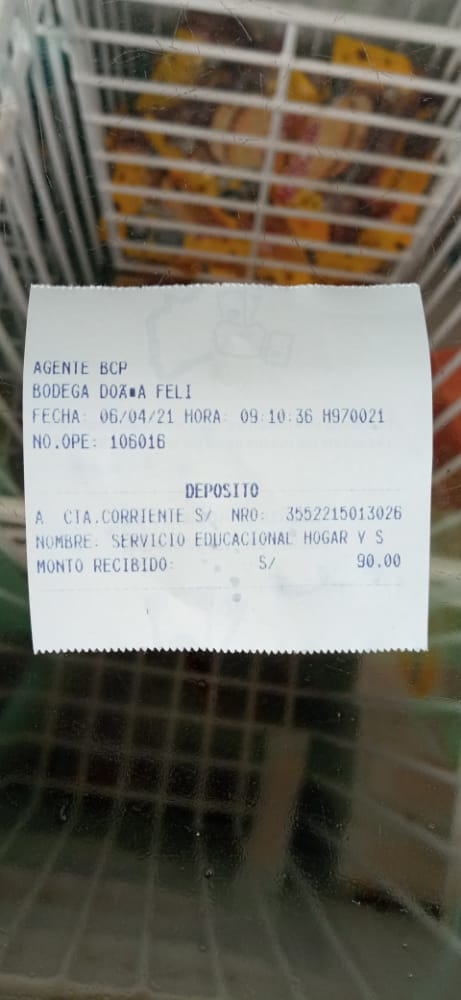 AGENTE BCP
BODEGA DOÃ■A FELI
FECHA: 06/04/21 HORA: 09:10:36 H970021
NO.OPE: 106016
DEPOSITO
A CTA.CORRIENTE S/ NRO: 3552215013026
NOMBRE: SERVICIO EDUCACIONAL HOGAR Y S
MONTO RECIBIDO: S/ 90.00